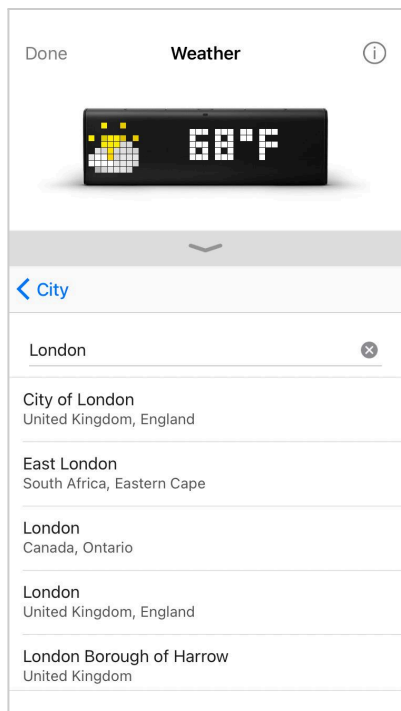 Done Weather
68°F
City
London
City of London
United Kingdom, England
East London
South Africa, Eastern Cape
London
Canada, Ontario
London
United Kingdom, England
London Borough of Harrow
United Kingdom